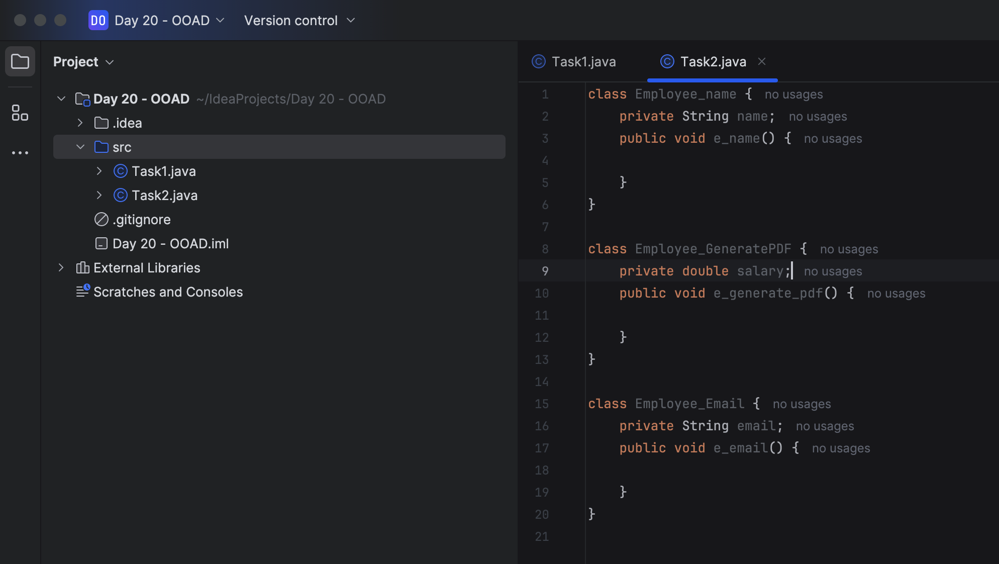 DO Day 20 - OOAD Version control
Project
Day 20 - OOAD ~/IdeaProjects/Day 20 - OOAD
.idea
src
Task1.java
Task2.java
.gitignore
Day 20 - OOAD.iml
External Libraries
Scratches and Consoles
Task1.java Task2.java
1 class Employee_name { no usages
2 private String name; no usages
3 public void e_name() { no usages
4
5 }
6 }
7
8 class Employee_GeneratePDF { no usages
9 private double salary; no usages
10 public void e_generate_pdf() { no usages
11
12 }
13 }
14
15 class Employee_Email { no usages
16 private String email; no usages
17 public void e_email() { no usages
18
19 }
20 }
21